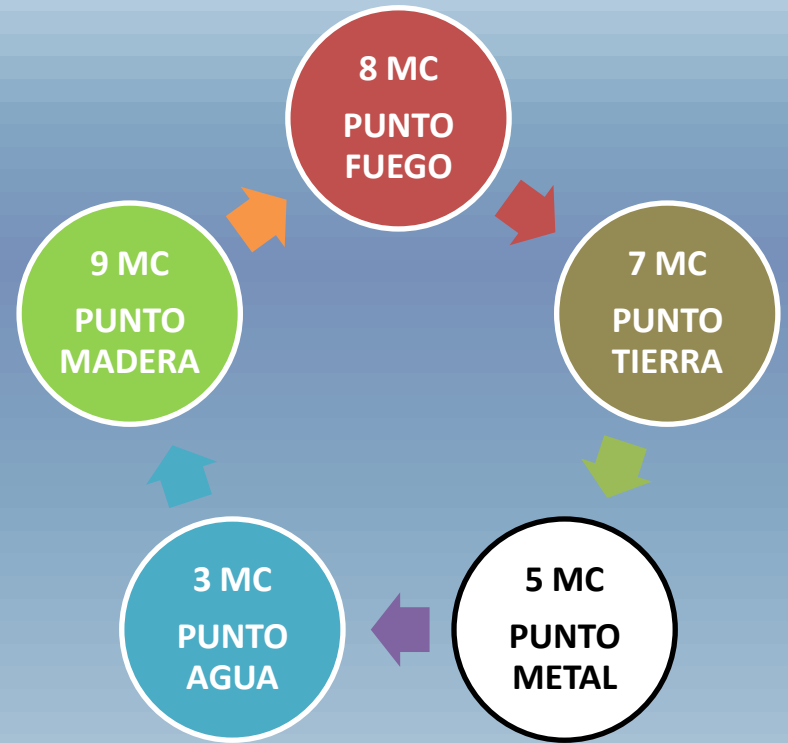 8 MC
PUNTO
FUEGO
7 MC
PUNTO
TIERRA
5 MC
PUNTO
METAL
3 MC
PUNTO
AGUA
9 MC
PUNTO
MADERA